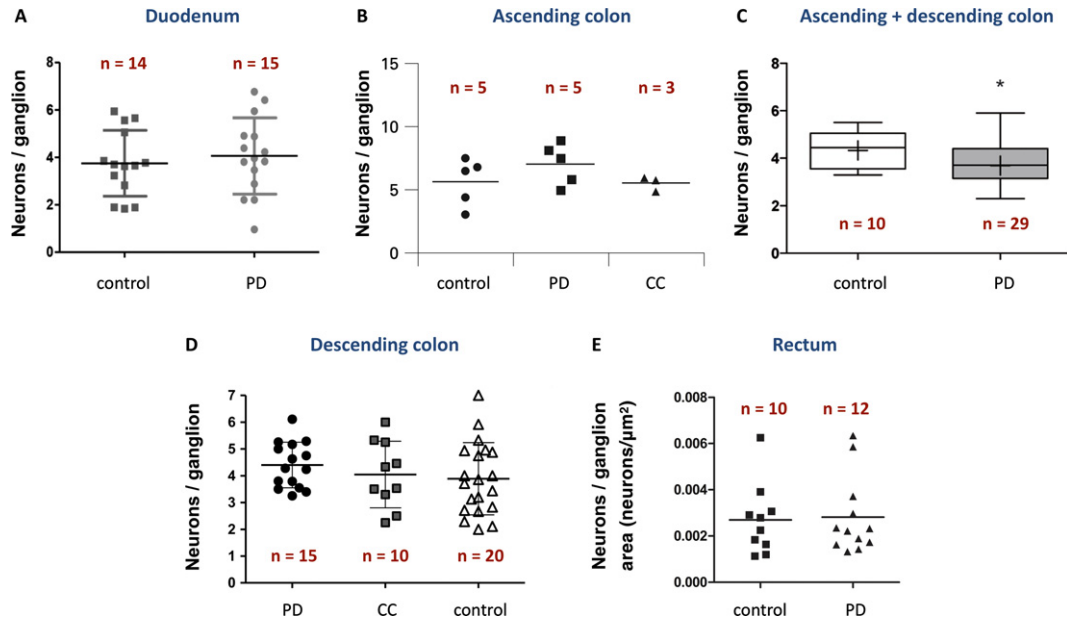 A
Duodenum
Neurons / ganglion
8
6
4
2
0
n = 14
n = 15
control
PD
B
Ascending colon
Neurons / ganglion
15
10
5
0
n = 5
n = 5
n = 3
control
PD
CC
C
Ascending + descending colon
Neurons / ganglion
8
6
4
2
0
*
n = 10
n = 29
control
PD
D
Descending colon
Neurons / ganglion
7
6
5
4
3
2
1
0
n = 15
n = 10
n = 20
PD
CC
control
E
Rectum
Neurons / ganglion
area (neurons/µm²)
0.008
0.006
0.004
0.002
0.000
n = 10
n = 12
control
PD